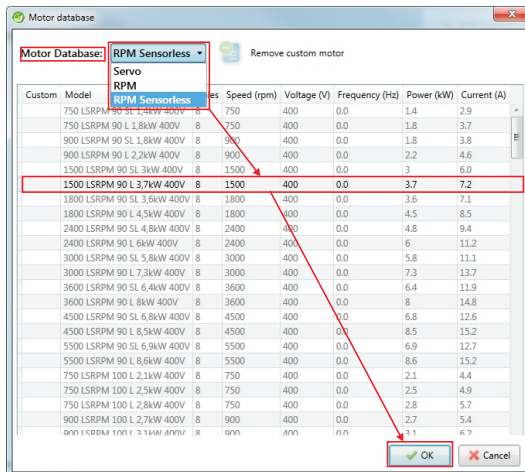 Motor database
Motor Database: RPM Sensorless Remove custom motor
Servo
RPM
RPM Sensorless
Custom Model es Speed (rpm) Voltage (V) Frequency (Hz) Power (kW) Current (A)
750 LSRPM 90 SL 1,4kW 400V 8 750 400 0.0 1.4 2.9
750 LSRPM 90 L 1,8kW 400V 8 750 400 0.0 1.8 3.7
900 LSRPM 90 SL 1,8kW 400V 8 900 400 0.0 1.8 3.8
900 LSRPM 90 L 2,2kW 400V 8 900 400 0.0 2.2 4.6
1500 LSRPM 90 SL 3kW 400V 8 1500 400 0.0 3 6.0
1500 LSRPM 90 L 3,7kW 400V 8 1500 400 0.0 3.7 7.2
1800 LSRPM 90 SL 3,6kW 400V 8 1800 400 0.0 3.6 7.1
1800 LSRPM 90 L 4,5kW 400V 8 1800 400 0.0 4.5 8.5
2400 LSRPM 90 SL 4,8kW 400V 8 2400 400 0.0 4.8 9.4
2400 LSRPM 90 L 6kW 400V 8 2400 400 0.0 6 11.2
3000 LSRPM 90 SL 5,8kW 400V 8 3000 400 0.0 5.8 11.1
3000 LSRPM 90 L 7,3kW 400V 8 3000 400 0.0 7.3 13.7
3600 LSRPM 90 SL 6,4kW 400V 8 3600 400 0.0 6.4 11.9
3600 LSRPM 90 L 8kW 400V 8 3600 400 0.0 8 14.8
4500 LSRPM 90 SL 6,8kW 400V 8 4500 400 0.0 6.8 12.6
4500 LSRPM 90 L 8,5kW 400V 8 4500 400 0.0 8.5 15.2
5500 LSRPM 90 SL 6,9kW 400V 8 5500 400 0.0 6.9 12.7
5500 LSRPM 90 L 8,6kW 400V 8 5500 400 0.0 8.6 15.2
750 LSRPM 100 L 2,1kW 400V 8 750 400 0.0 2.1 4.4
750 LSRPM 100 L 2,5kW 400V 8 750 400 0.0 2.5 4.9
750 LSRPM 100 L 2,8kW 400V 8 750 400 0.0 2.8 5.7
900 LSRPM 100 L 2,7kW 400V 8 900 400 0.0 2.7 5.4
900 LSRPM 100 L 3,1kW 400V 8 900 400 0.0 3.1 6.2
OK Cancel